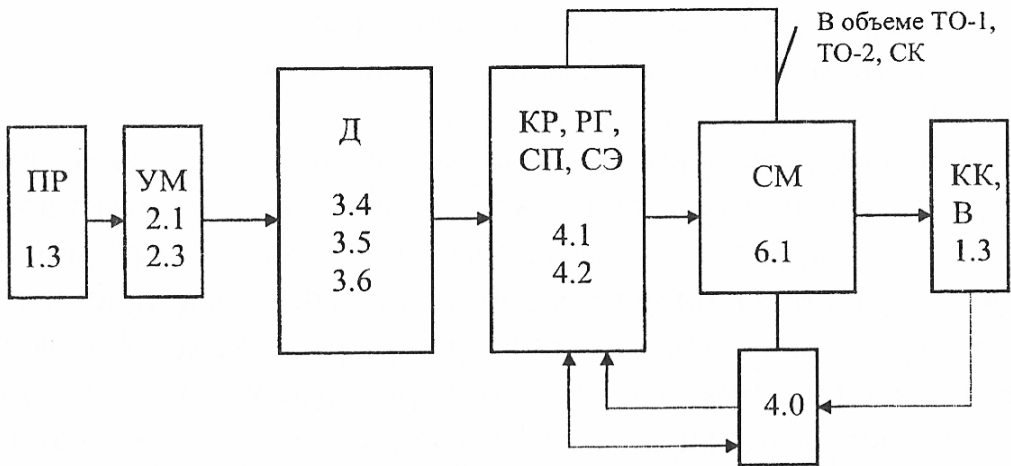 В объеме ТО-1,
ТО-2, СК
ПР
1.3
УМ
2.1
2.3
Д
3.4
3.5
3.6
КР, РГ,
СП, СЭ
4.1
4.2
СМ
6.1
КК,
В
1.3
4.0